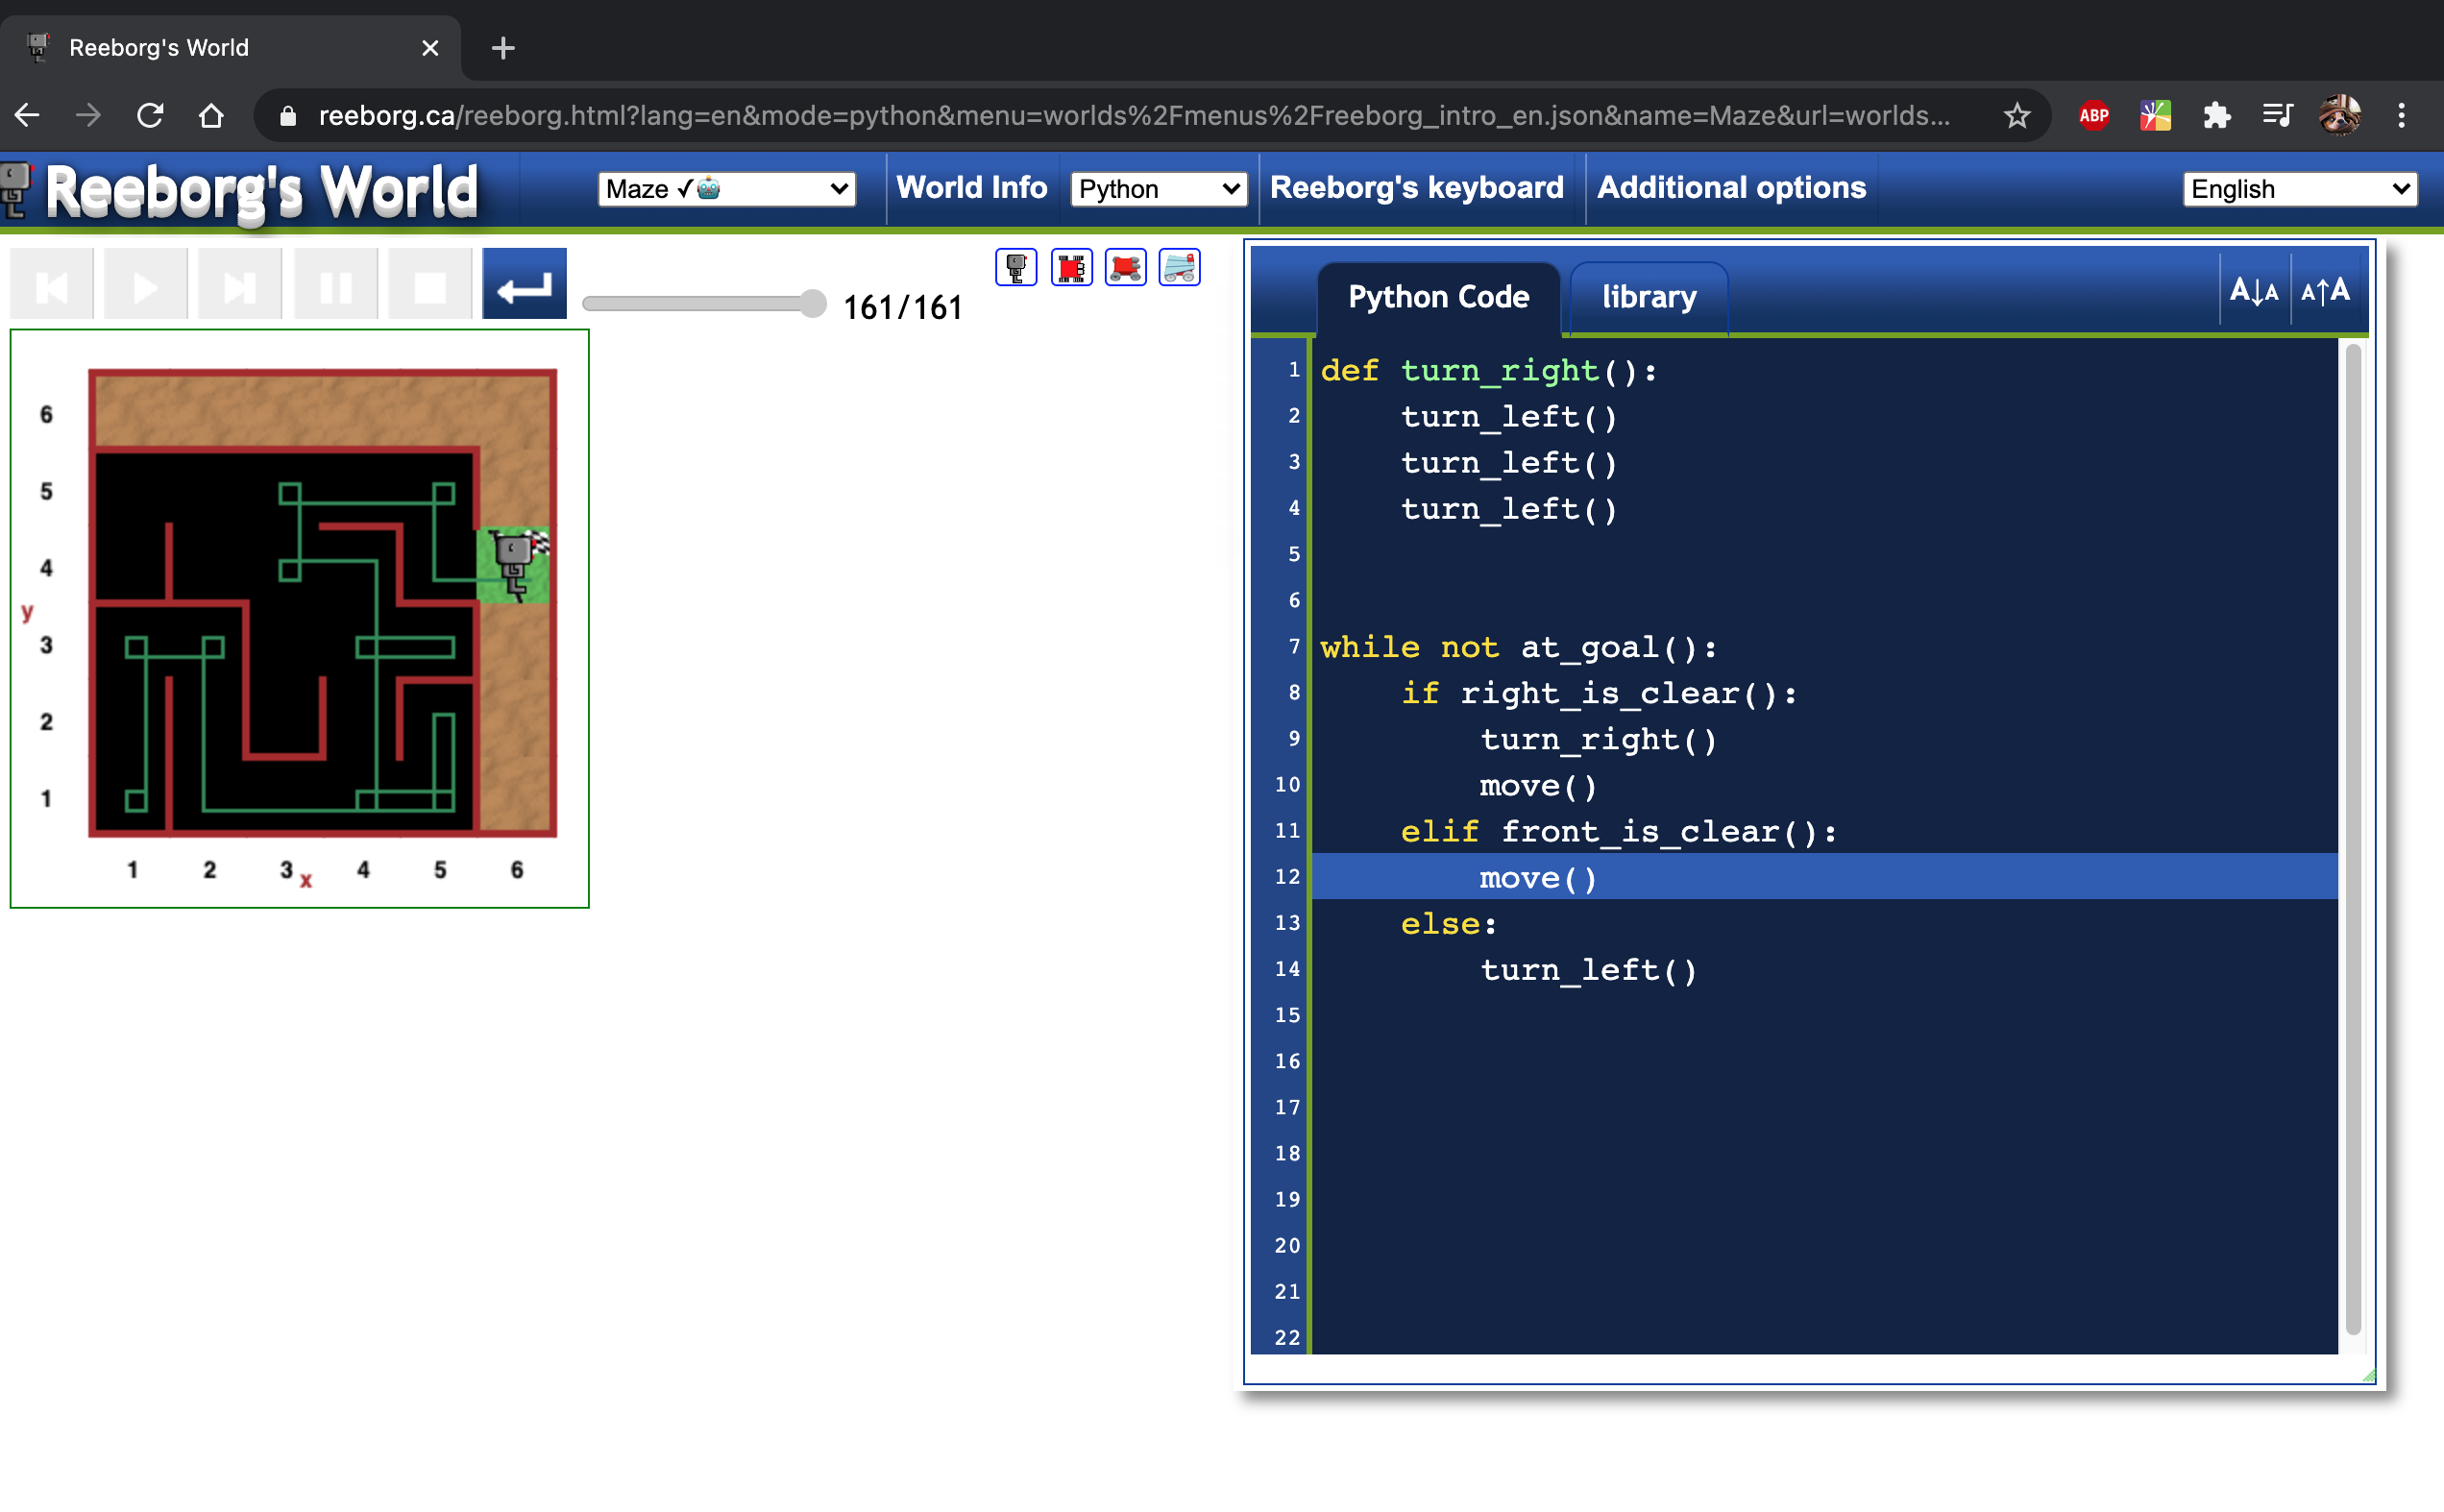 Reeborg's World
reeborg.ca/reeborg.html?lang=en&mode=python&menu=worlds%2Fmenus%2Freeborg_intro_en.json&name=Maze&url=worlds...
ABP
Reeborg's World
Maze ✓🤖
World Info
Python
Reeborg's keyboard
Additional options
English
161/161
6
5
4
y
3
2
1
1 2 3 x 4 5 6
Python Code
library
A↓A
A↑A
1 def turn_right():
2     turn_left()
3     turn_left()
4     turn_left()
5
6
7 while not at_goal():
8     if right_is_clear():
9         turn_right()
10         move()
11     elif front_is_clear():
12         move()
13     else:
14         turn_left()
15
16
17
18
19
20
21
22